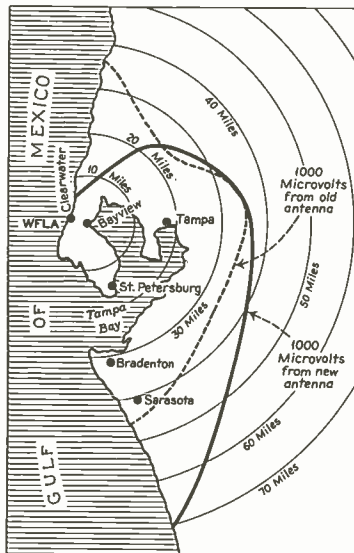 MEXICO
OF
GULF
Clearwater
WFLA
Bayview
Tampa
St. Petersburg
Tampa
Bay
Bradenton
Sarasota
10
Miles
20
Miles
30 Miles
40 Miles
50 Miles
60 Miles
70 Miles
1000
Microvolts
from old
antenna
1000
Microvolts
from new
antenna